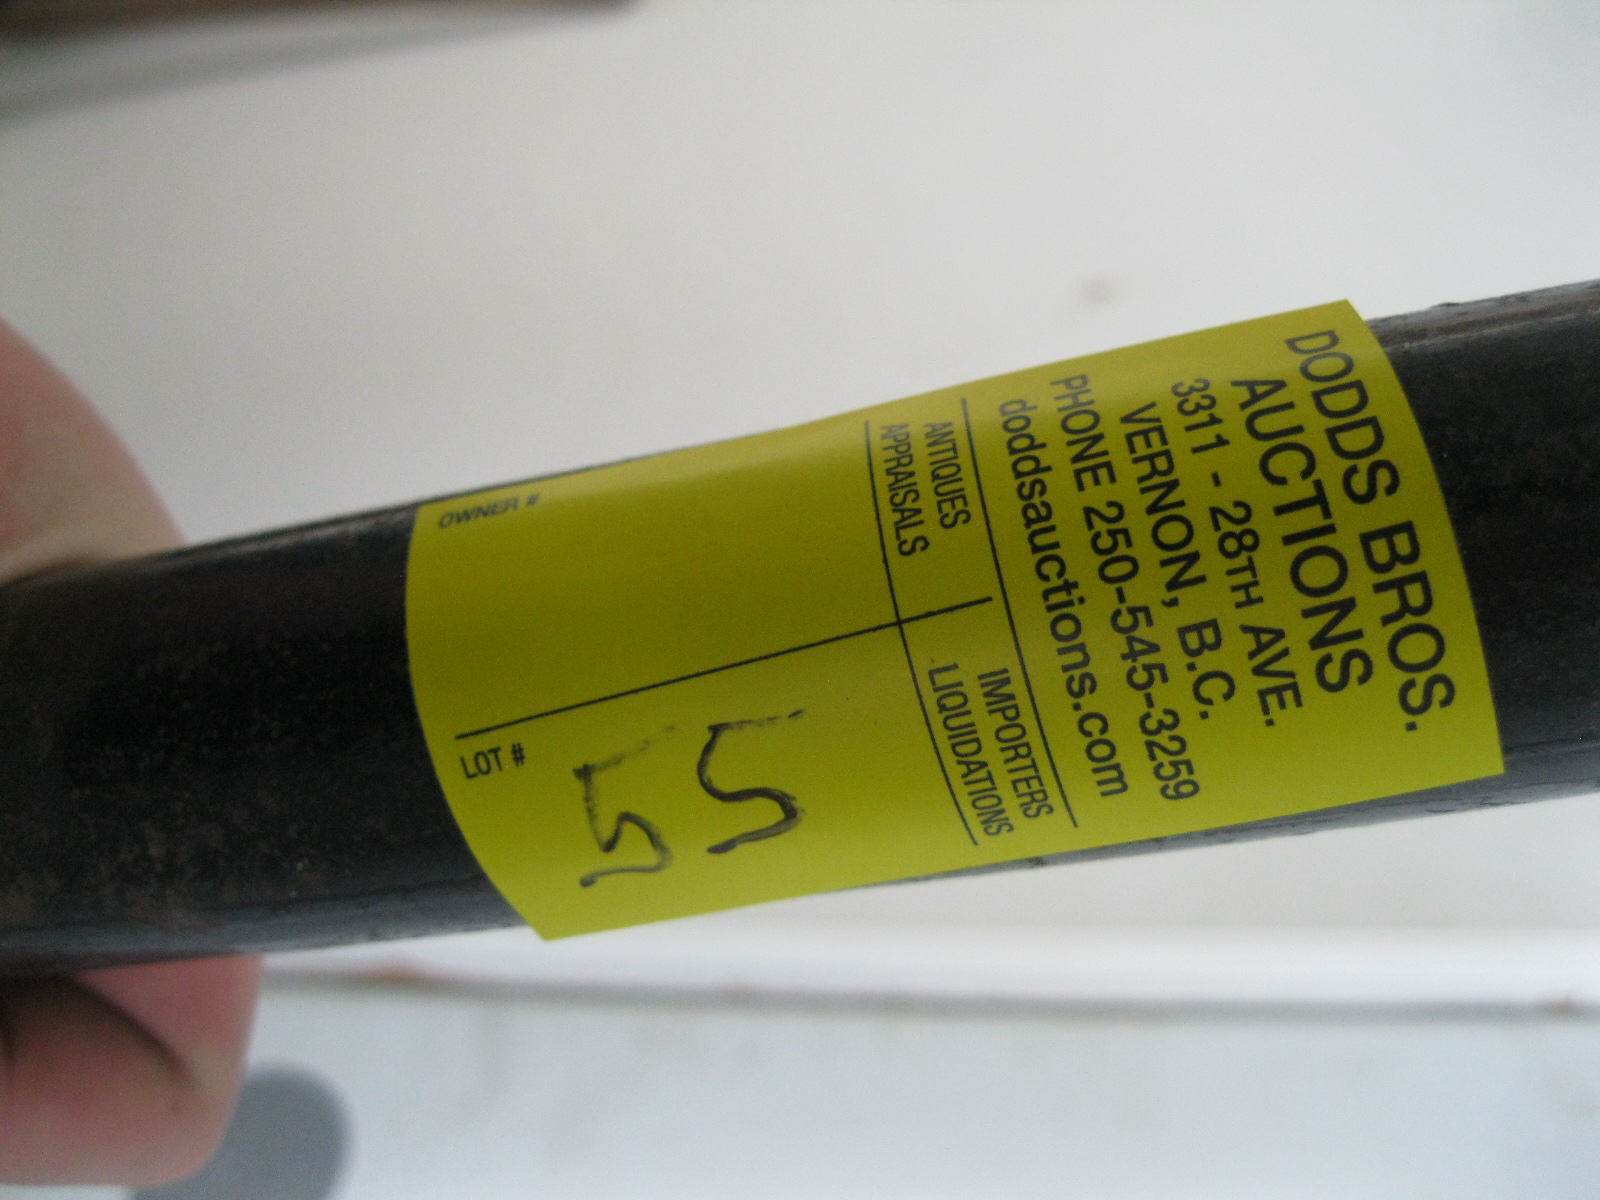 DODDS BROS.
AUCTIONS
3311 - 28TH AVE.
VERNON, B.C.
PHONE 250-545-3259
doddsauctions.com
ANTIQUES IMPORTERS
APPRAISALS LIQUIDATIONS
OWNER #
LOT #
55